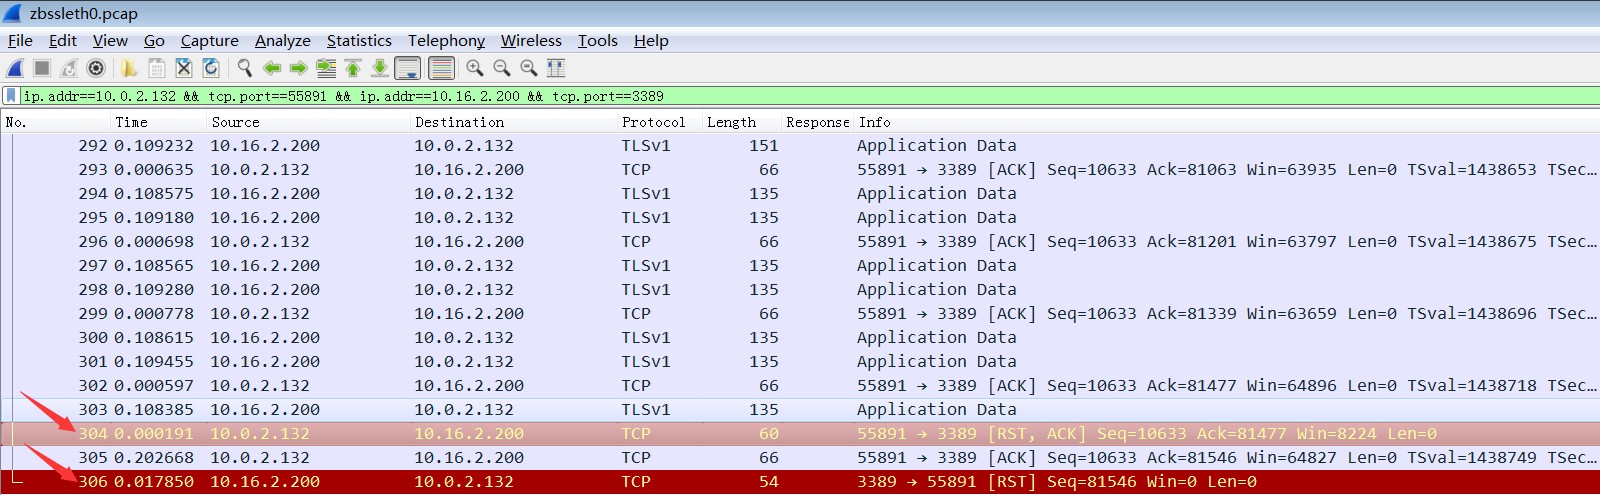 zbssleth0.pcap
File Edit View Go Capture Analyze Statistics Telephony Wireless Tools Help
ip.addr==10.0.2.132 && tcp.port==55891 && ip.addr==10.16.2.200 && tcp.port==3389
No. Time Source Destination Protocol Length Response Info
292 0.109232 10.16.2.200 10.0.2.132 TLSv1 151 Application Data
293 0.000635 10.0.2.132 10.16.2.200 TCP 66 55891 → 3389 [ACK] Seq=10633 Ack=81063 Win=63935 Len=0 TSval=1438653 TSec…
294 0.108575 10.16.2.200 10.0.2.132 TLSv1 135 Application Data
295 0.109180 10.16.2.200 10.0.2.132 TLSv1 135 Application Data
296 0.000698 10.0.2.132 10.16.2.200 TCP 66 55891 → 3389 [ACK] Seq=10633 Ack=81201 Win=63797 Len=0 TSval=1438675 TSec…
297 0.108565 10.16.2.200 10.0.2.132 TLSv1 135 Application Data
298 0.109280 10.16.2.200 10.0.2.132 TLSv1 135 Application Data
299 0.000778 10.0.2.132 10.16.2.200 TCP 66 55891 → 3389 [ACK] Seq=10633 Ack=81339 Win=63659 Len=0 TSval=1438696 TSec…
300 0.108615 10.16.2.200 10.0.2.132 TLSv1 135 Application Data
301 0.109455 10.16.2.200 10.0.2.132 TLSv1 135 Application Data
302 0.000597 10.0.2.132 10.16.2.200 TCP 66 55891 → 3389 [ACK] Seq=10633 Ack=81477 Win=64896 Len=0 TSval=1438718 TSec…
303 0.108385 10.16.2.200 10.0.2.132 TLSv1 135 Application Data
304 0.000191 10.0.2.132 10.16.2.200 TCP 60 55891 → 3389 [RST, ACK] Seq=10633 Ack=81477 Win=8224 Len=0
305 0.202668 10.0.2.132 10.16.2.200 TCP 66 55891 → 3389 [ACK] Seq=10633 Ack=81546 Win=64827 Len=0 TSval=1438749 TSec…
306 0.017850 10.16.2.200 10.0.2.132 TCP 54 3389 → 55891 [RST] Seq=81546 Win=0 Len=0